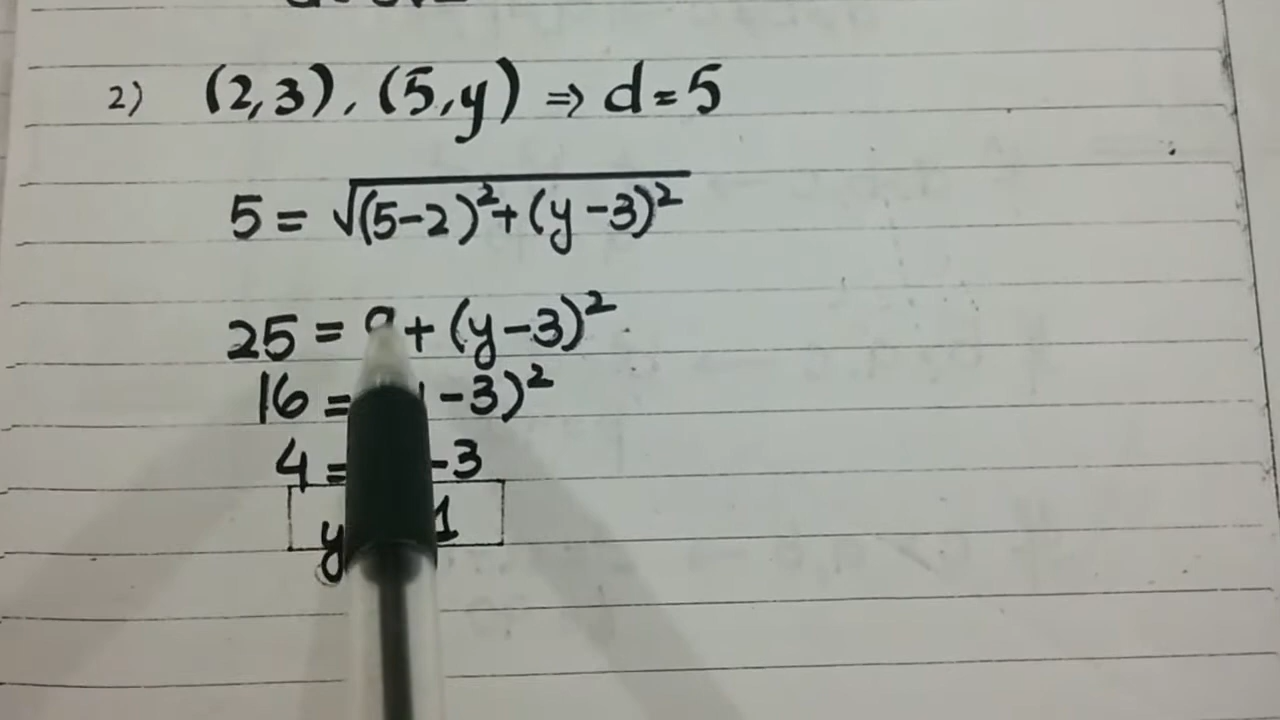 2) (2,3), (5,y) ⇒ d=5
5 = √(5-2)²+(y-3)²
25 = 9+ (y-3)²
16 = -3)²
4 = -3
y 1